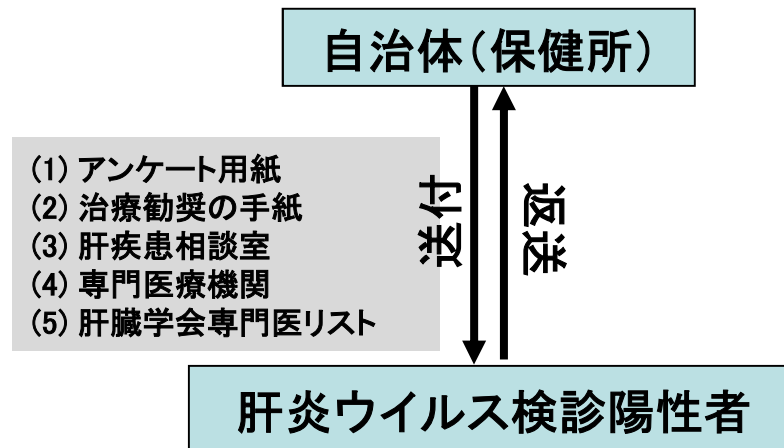 自治体（保健所）
(1) アンケート用紙
(2) 治療勧奨の手紙
(3) 肝疾患相談室
(4) 専門医療機関
(5) 肝臓学会専門医リスト
送付
返送
肝炎ウイルス検診陽性者